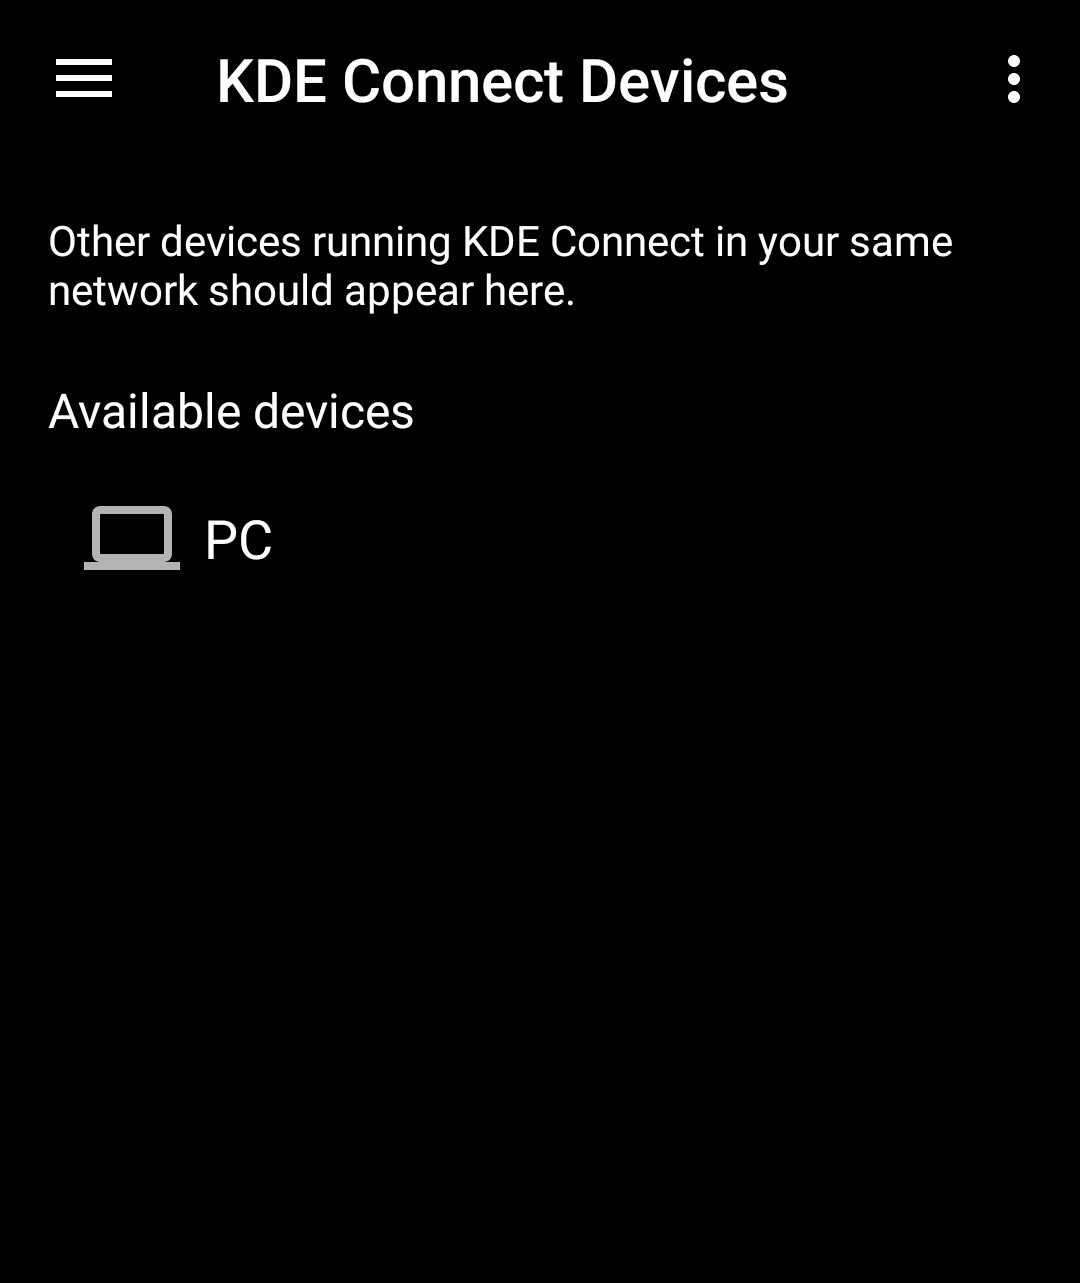 KDE Connect Devices
Other devices running KDE Connect in your same
network should appear here.
Available devices
PC